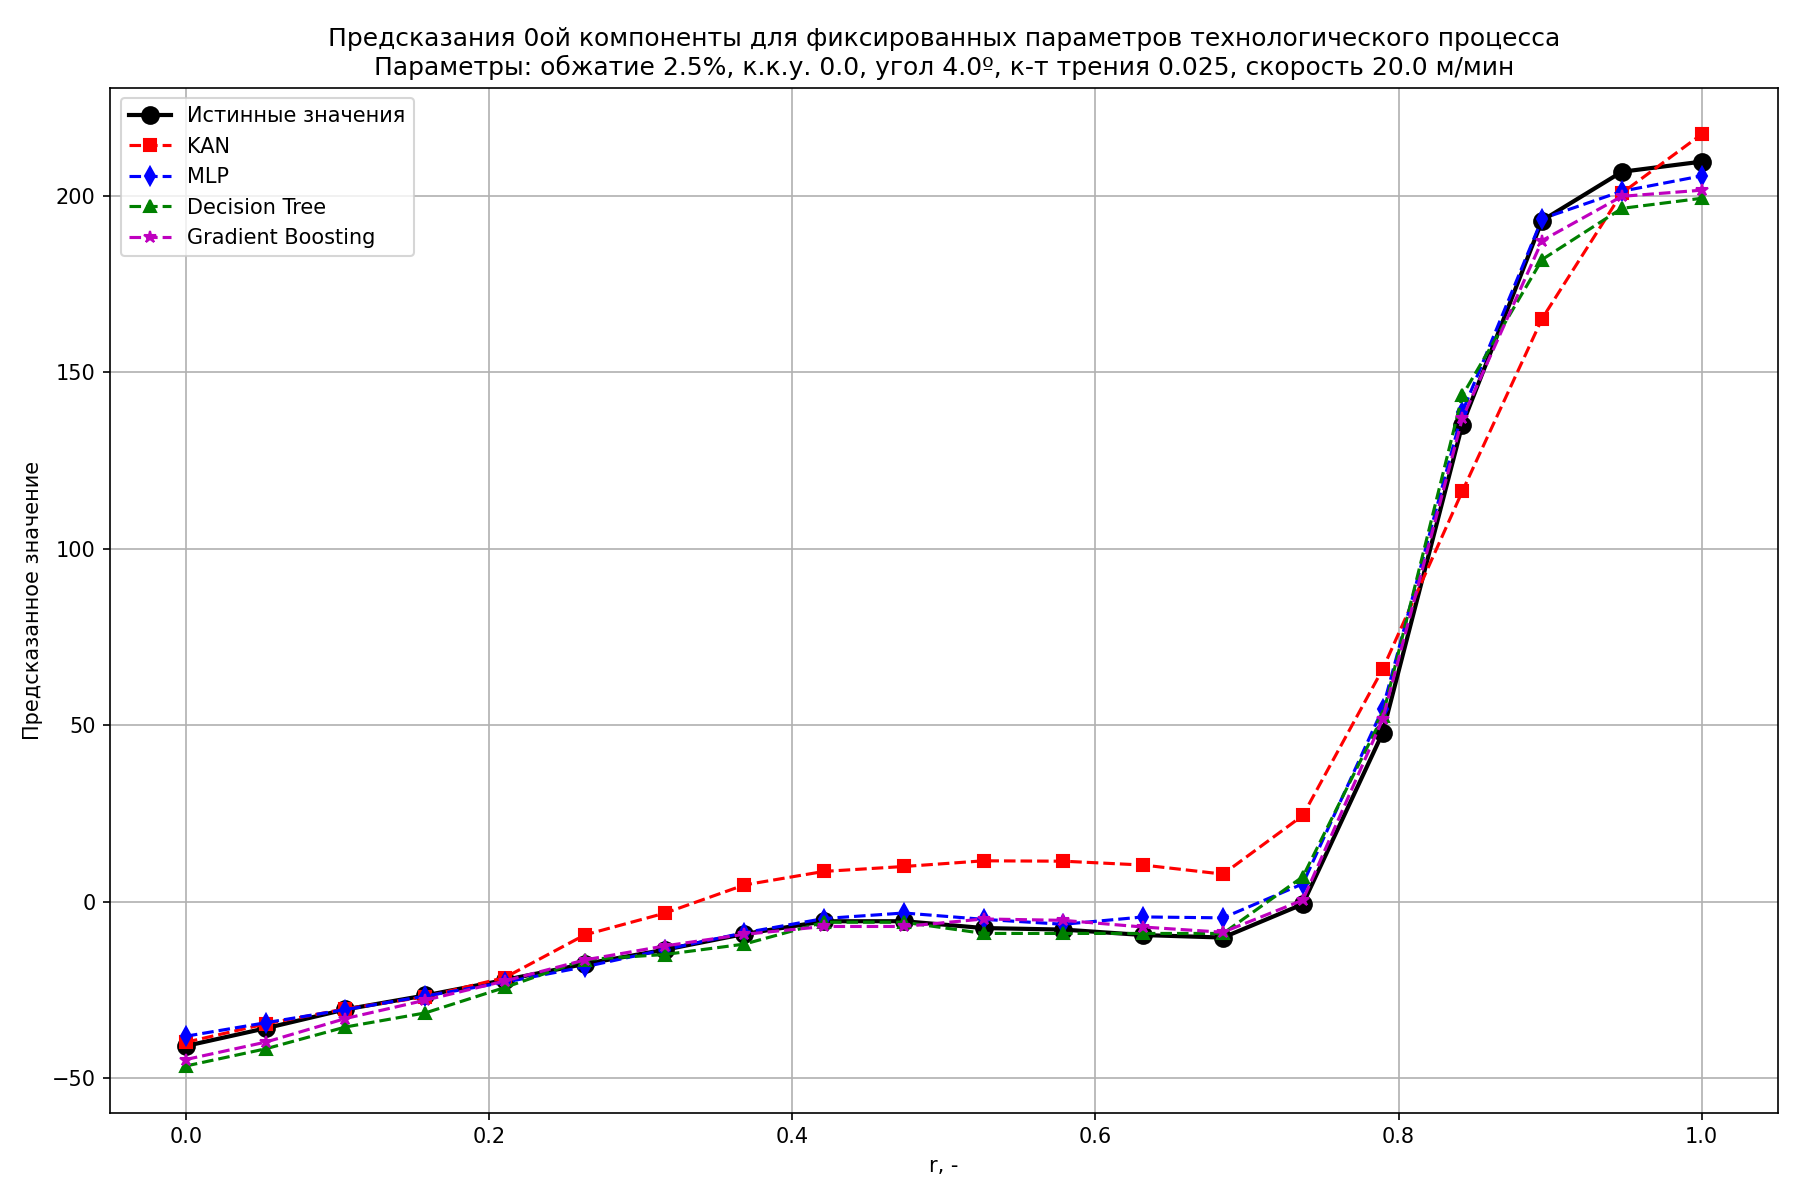 Предсказания 0ой компоненты для фиксированных параметров технологического процесса
Параметры: обжатие 2.5%, к.к.у. 0.0, угол 4.0º, к-т трения 0.025, скорость 20.0 м/мин
Истинные значения
KAN
MLP
Decision Tree
Gradient Boosting
Предсказанное значение
200
150
100
50
0
−50
0.0
0.2
0.4
0.6
0.8
1.0
r, -